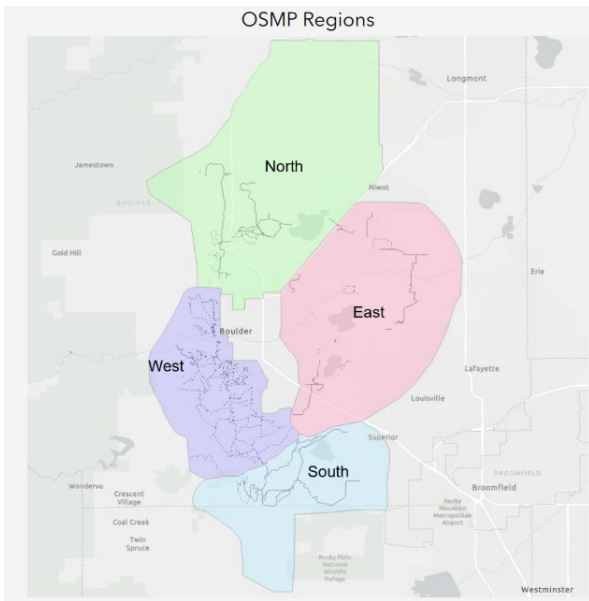 OSMP Regions
Longmont
North
Jamestown
Niwot
BOULDER
Gold Hill
Erie
East
Boulder
West
Lafayette
Louisville
Superior
South
Wondervu
Crescent
Village
BROOMFIELD
Broomfield
Rocky
Mountain
Metropolitan
Airport
Coal Creek
Twin
Spruce
Rocky Flats
National
Wildlife
Refuge
Westminster